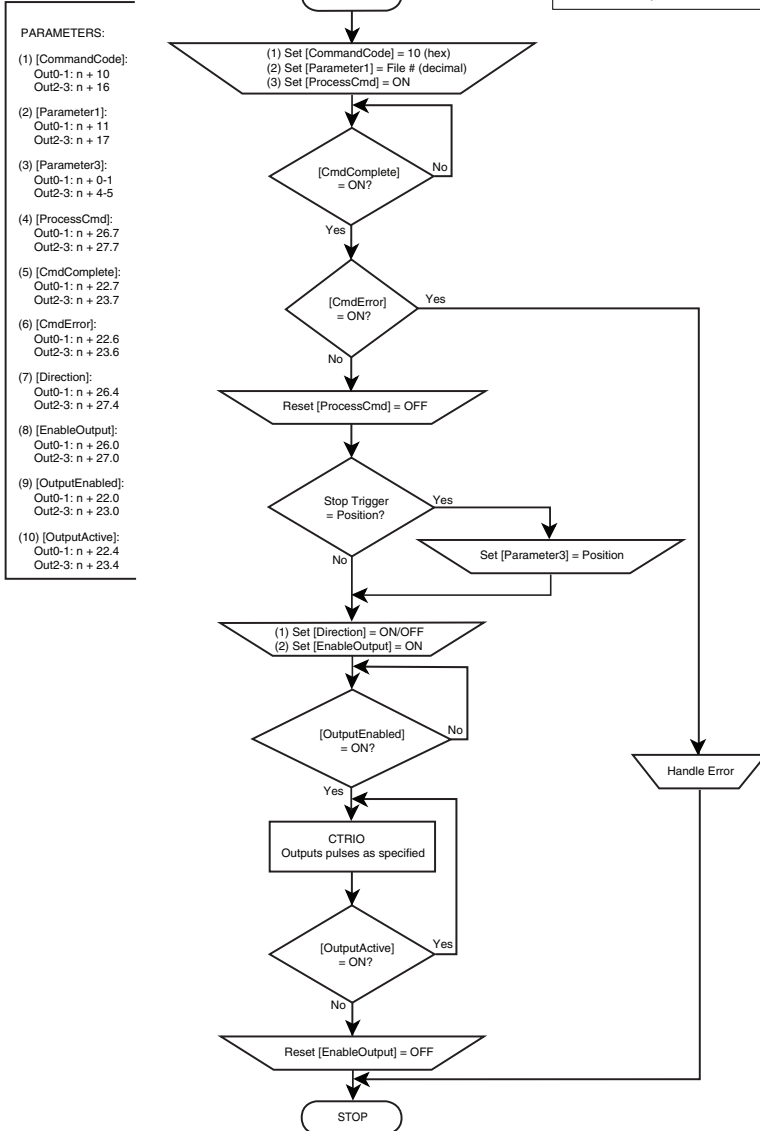 PARAMETERS:
(1) [CommandCode]:
Out0-1: n + 10
Out2-3: n + 16
(2) [Parameter1]:
Out0-1: n + 11
Out2-3: n + 17
(3) [Parameter3]:
Out0-1: n + 0-1
Out2-3: n + 4-5
(4) [ProcessCmd]:
Out0-1: n + 26.7
Out2-3: n + 27.7
(5) [CmdComplete]:
Out0-1: n + 22.7
Out2-3: n + 23.7
(6) [CmdError]:
Out0-1: n + 22.6
Out2-3: n + 23.6
(7) [Direction]:
Out0-1: n + 26.4
Out2-3: n + 27.4
(8) [EnableOutput]:
Out0-1: n + 26.0
Out2-3: n + 27.0
(9) [OutputEnabled]:
Out0-1: n + 22.0
Out2-3: n + 23.0
(10) [OutputActive]:
Out0-1: n + 22.4
Out2-3: n + 23.4
(1) Set [CommandCode] = 10 (hex)
(2) Set [Parameter1] = File # (decimal)
(3) Set [ProcessCmd] = ON
[CmdComplete]
= ON?
No
Yes
[CmdError]
= ON?
Yes
No
Reset [ProcessCmd] = OFF
Stop Trigger
= Position?
Yes
No
Set [Parameter3] = Position
(1) Set [Direction] = ON/OFF
(2) Set [EnableOutput] = ON
[OutputEnabled]
= ON?
No
Yes
Handle Error
CTRIO
Outputs pulses as specified
[OutputActive]
= ON?
Yes
No
Reset [EnableOutput] = OFF
STOP